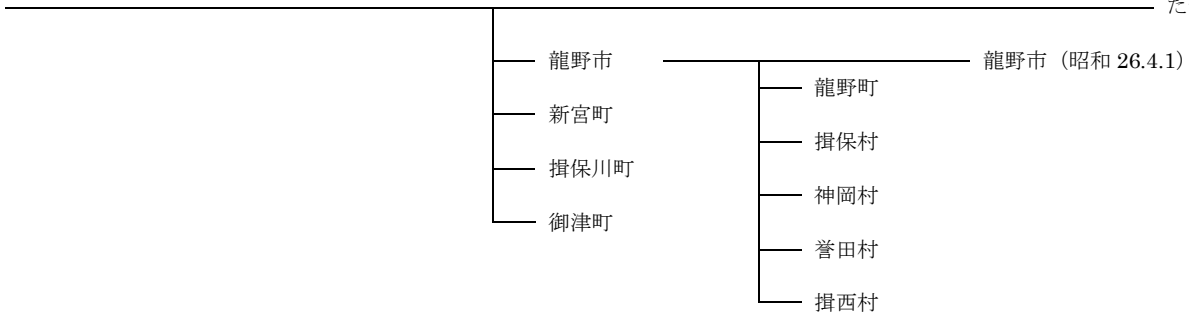 た
龍野市 龍野市（昭和 26.4.1）
龍野町
新宮町
揖保村
揖保川町
神岡村
御津町
誉田村
揖西村